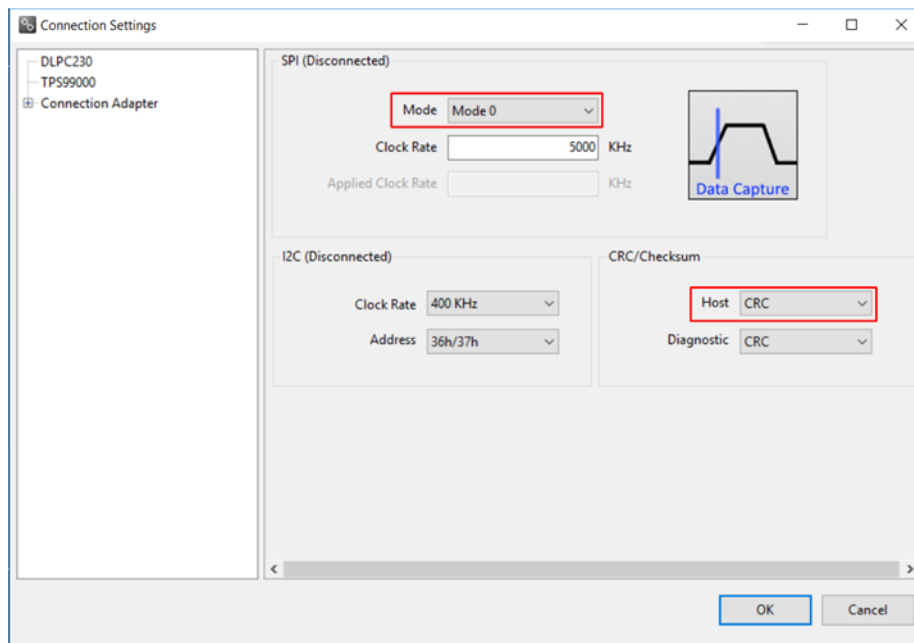 Connection Settings
DLPC230
TPS99000
Connection Adapter
SPI (Disconnected)
Mode Mode 0
Clock Rate 5000 KHz
Applied Clock Rate KHz
Data Capture
I2C (Disconnected)
Clock Rate 400 KHz
Address 36h/37h
CRC/Checksum
Host CRC
Diagnostic CRC
OK Cancel